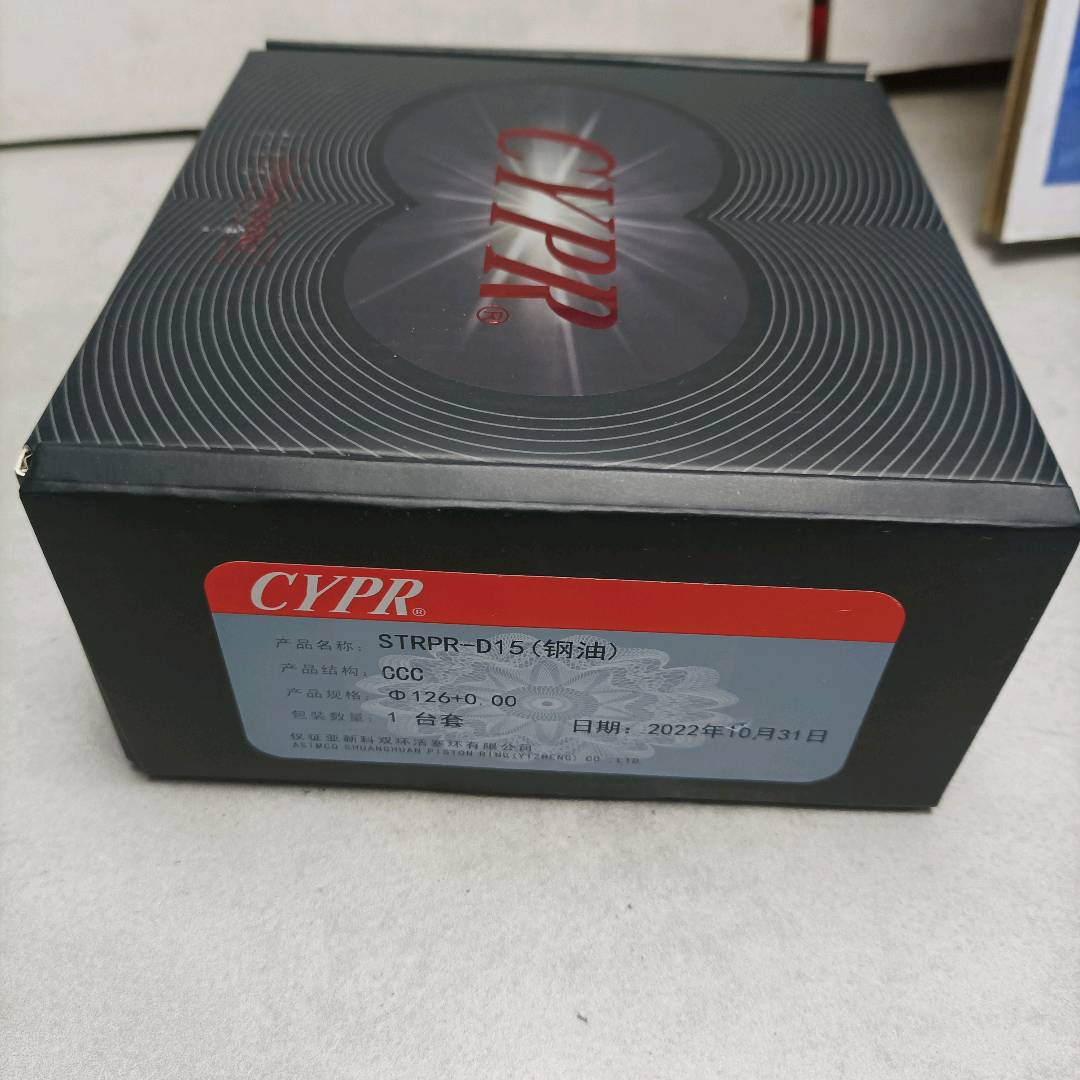 CYPR®
CYPR®
产品名称: STRPR-D15(钢油)
产品结构: CCC
产品规格: Φ126+0.00
包装数量: 1 台套
日期: 2022年10月31日
仪征亚新科双环活塞环有限公司
ASIMCO SHUANGHUAN PISTON RING(YIZHENG) CO.,LTD